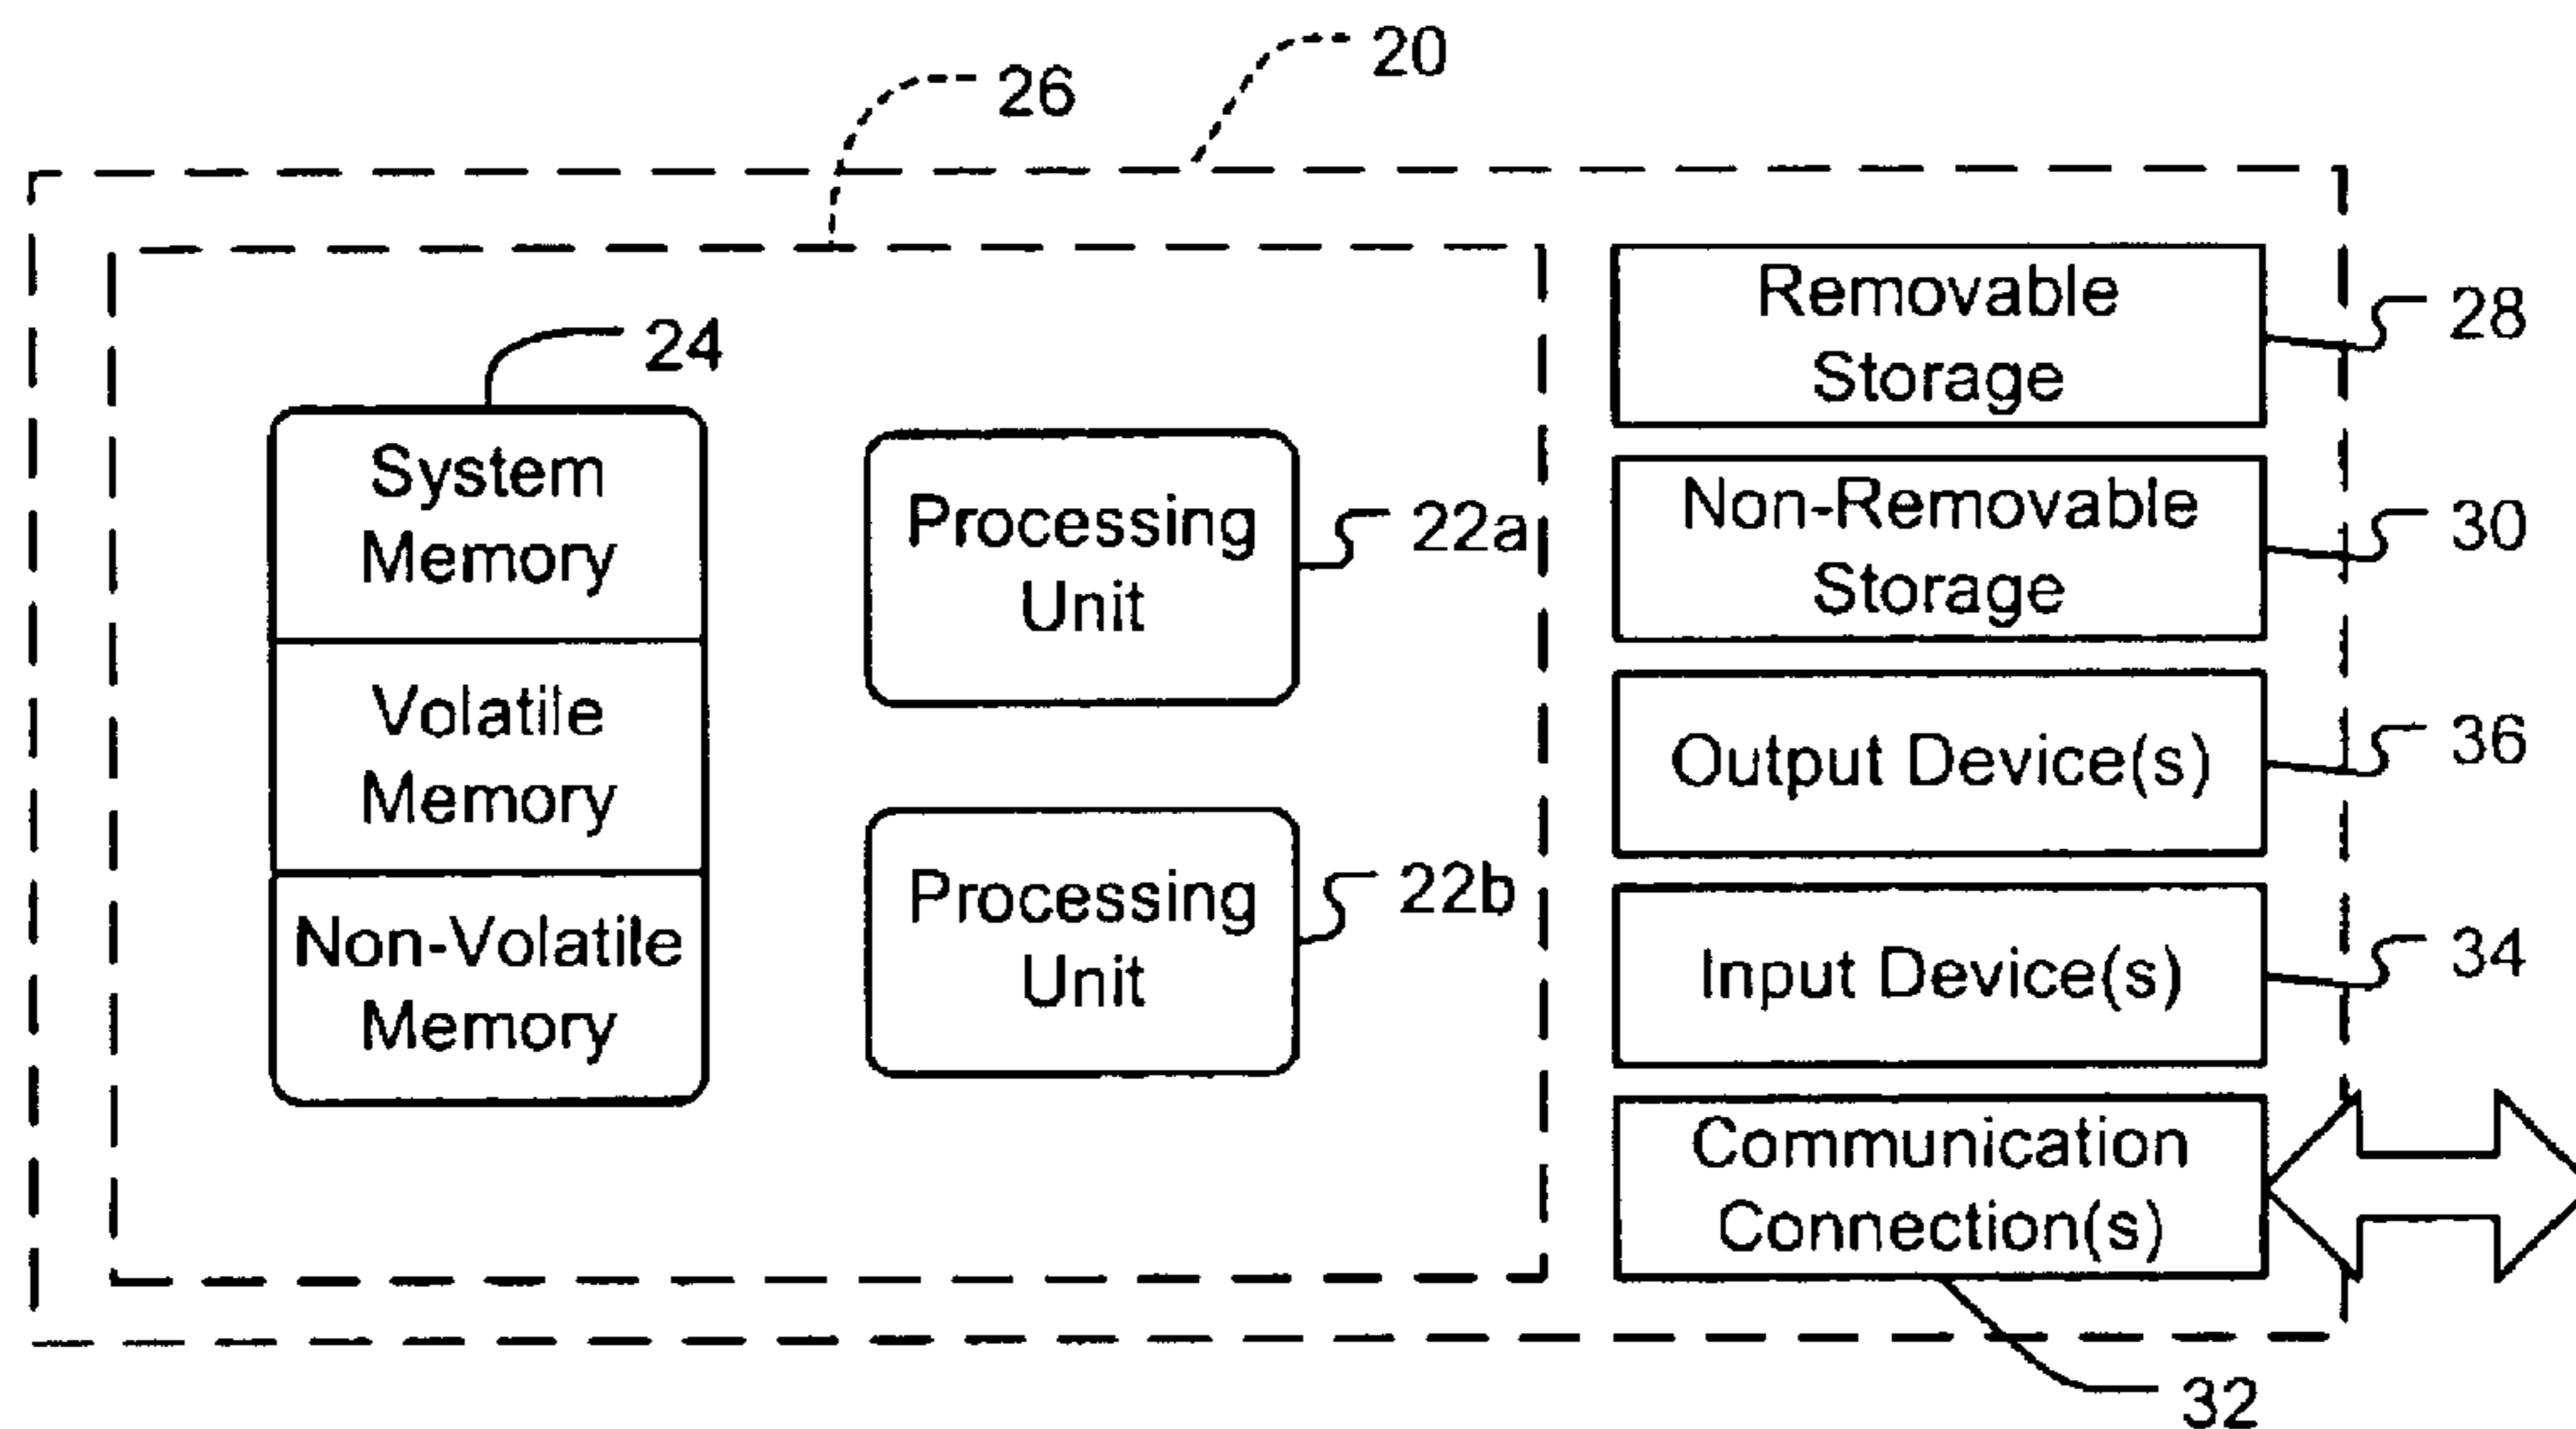 20
26
24
System
Memory
Volatile
Memory
Non-Volatile
Memory
Processing
Unit
22a
Processing
Unit
22b
Removable
Storage
28
Non-Removable
Storage
30
Output Device(s)
36
Input Device(s)
34
Communication
Connection(s)
32